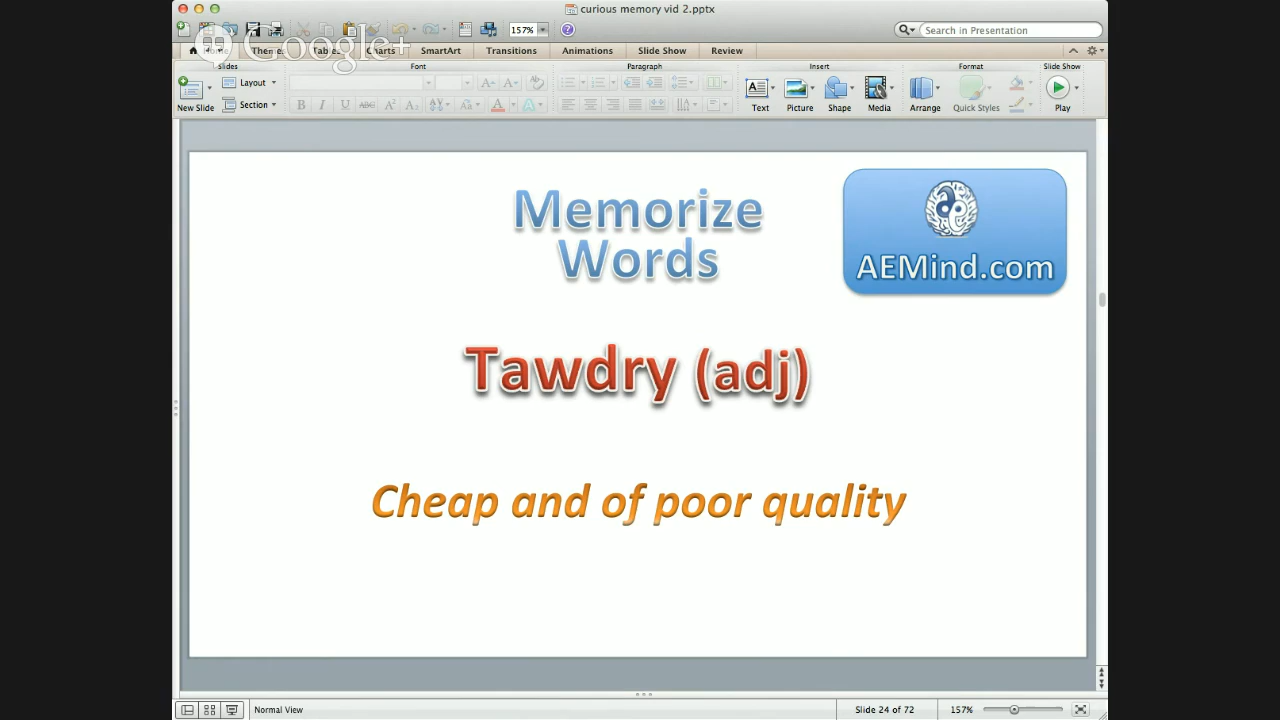 curious memory vid 2.pptx
157%
Search in Presentation
Google+
Home Themes Tables Charts SmartArt Transitions Animations Slide Show Review
Slides Font Paragraph Insert Format Slide Show
New Slide Layout Section Text Picture Shape Media Arrange Quick Styles Play
Memorize
Words
AEMind.com
Tawdry (adj)
Cheap and of poor quality
Normal View Slide 24 of 72 157%